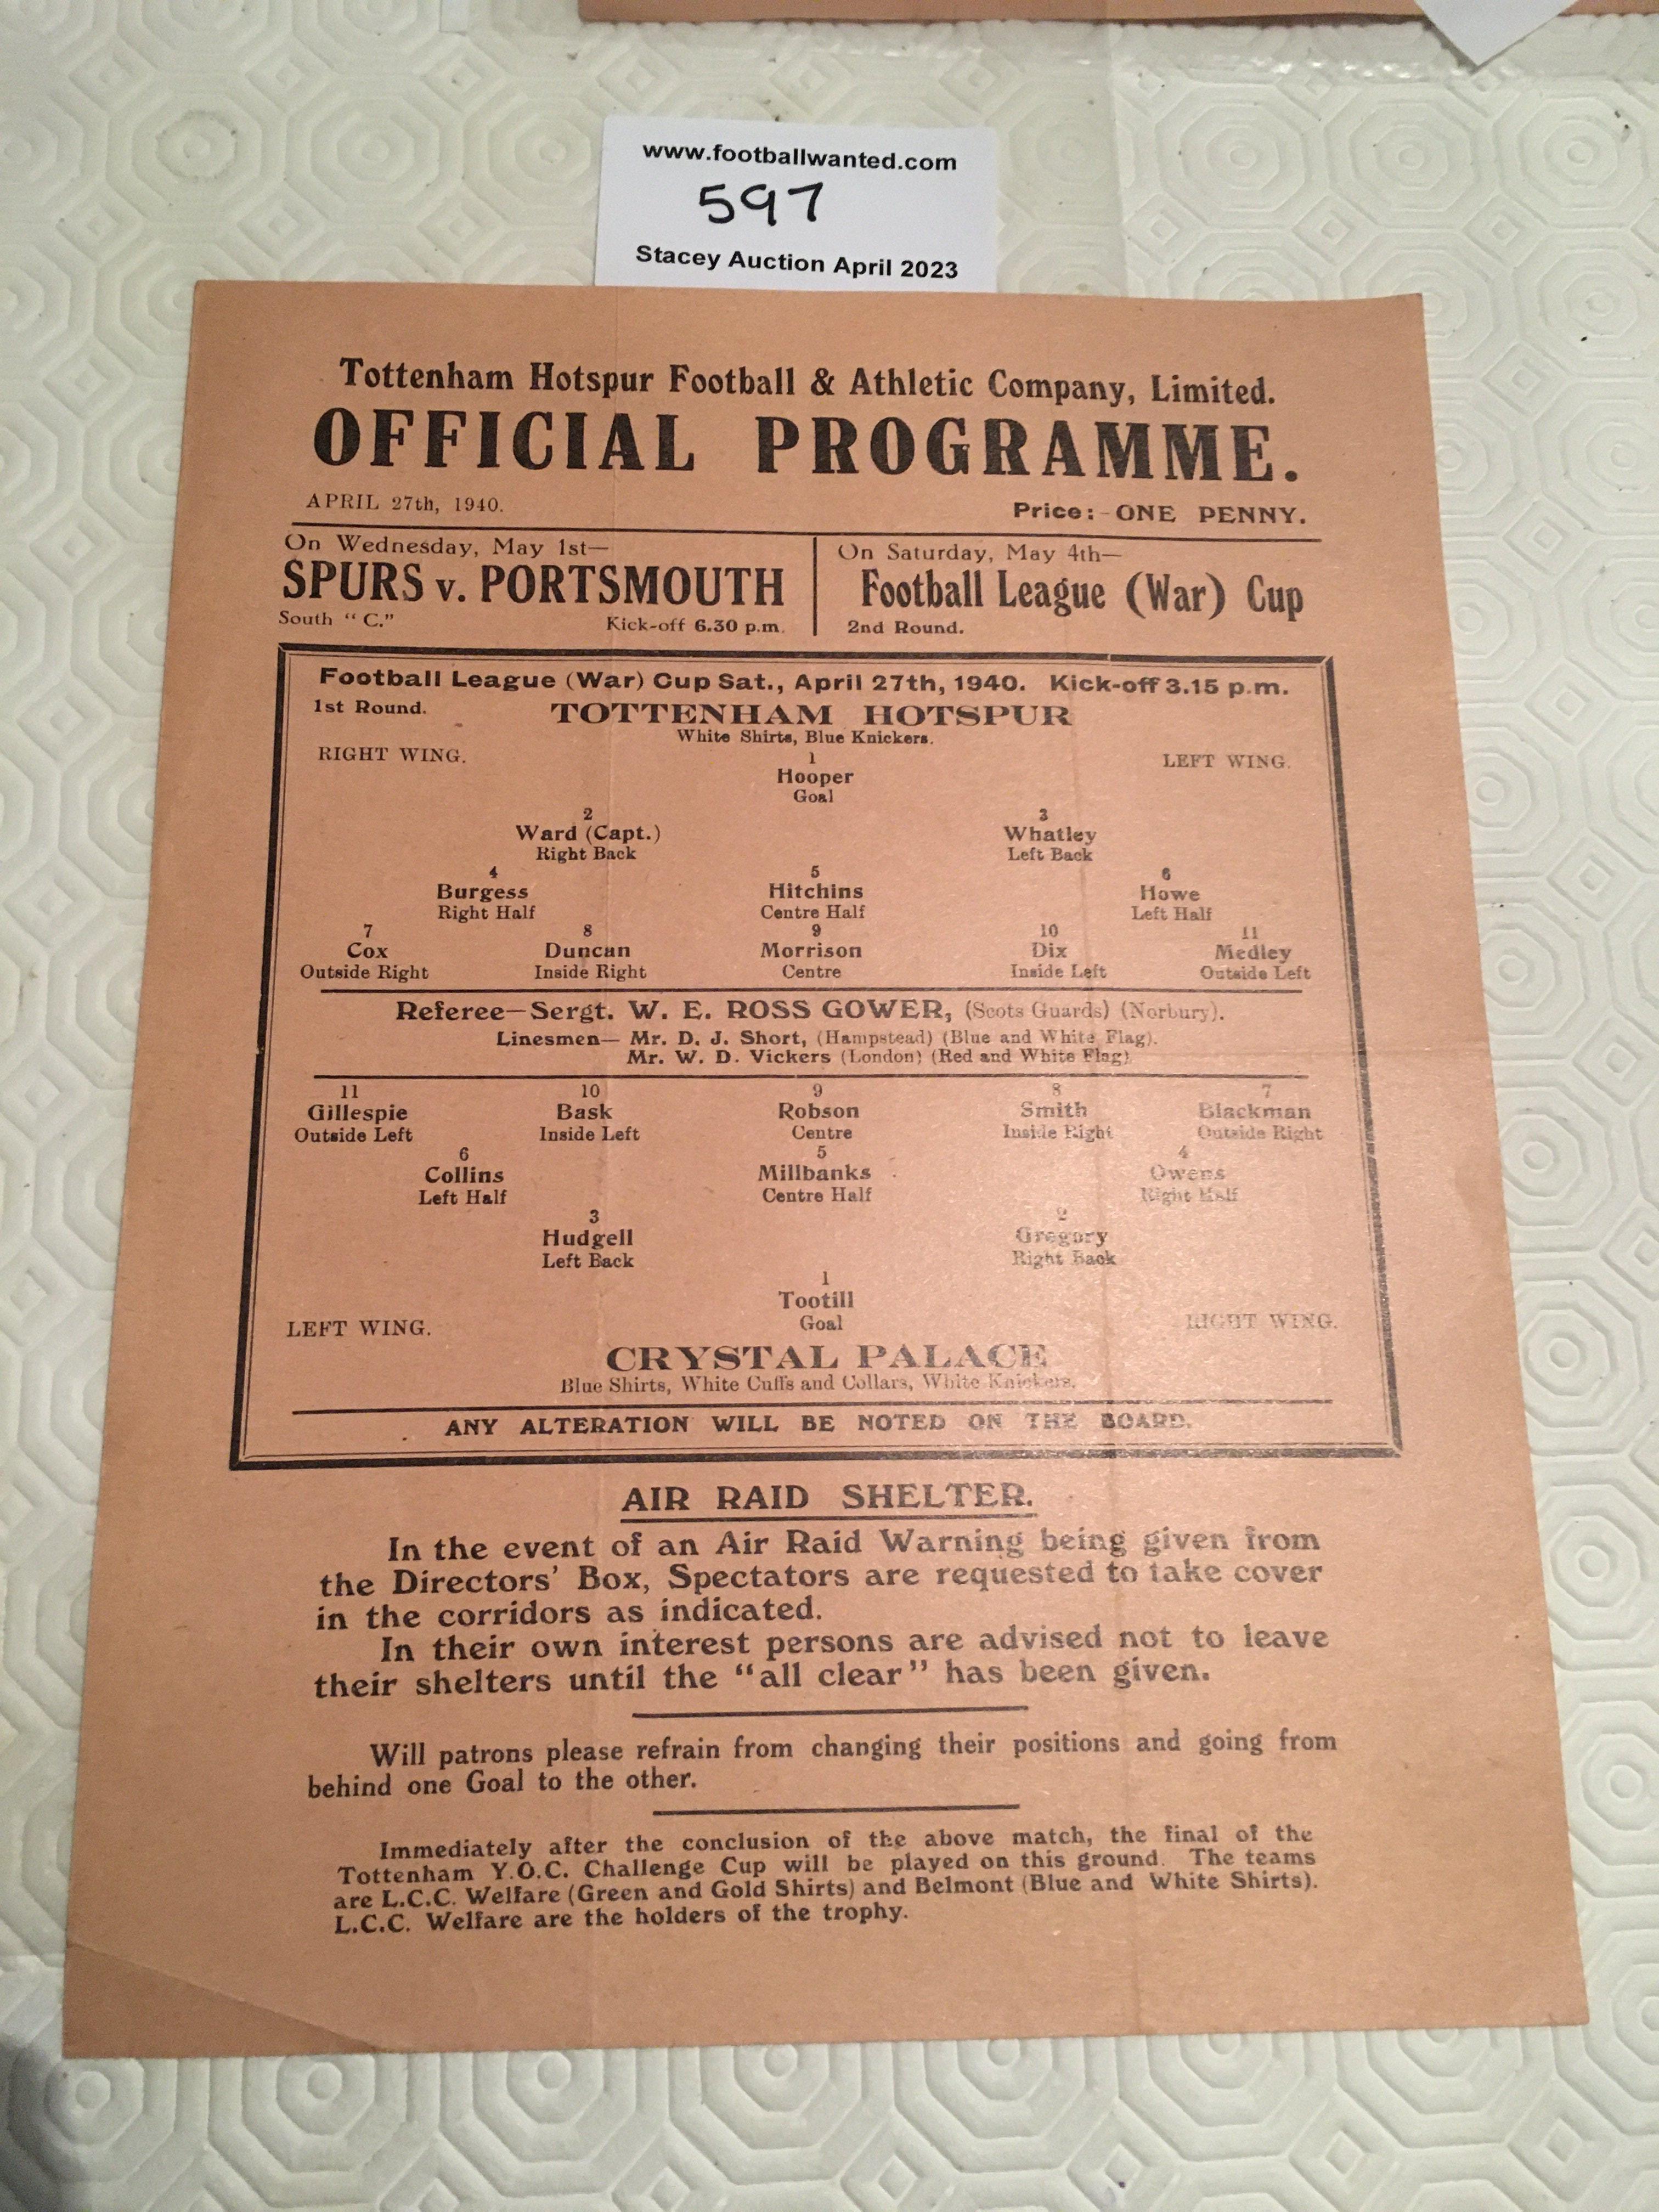 www.footballwanted.com
597
Stacey Auction April 2023
Tottenham Hotspur Football & Athletic Company, Limited.
OFFICIAL PROGRAMME.
APRIL 27th, 1940. Price:- ONE PENNY.
On Wednesday, May 1st—
SPURS v. PORTSMOUTH
South "C." Kick-off 6.30 p.m.
On Saturday, May 4th—
Football League (War) Cup
2nd Round.
Football League (War) Cup Sat., April 27th, 1940. Kick-off 3.15 p.m.
1st Round. TOTTENHAM HOTSPUR
White Shirts, Blue Knickers.
RIGHT WING. LEFT WING.
1
Hooper
Goal
2 3
Ward (Capt.) Whatley
Right Back Left Back
4 5 6
Burgess Hitchins Howe
Right Half Centre Half Left Half
7 8 9 10 11
Cox Duncan Morrison Dix Medley
Outside Right Inside Right Centre Inside Left Outside Left
Referee—Sergt. W. E. ROSS GOWER, (Scots Guards) (Norbury).
Linesmen— Mr. D. J. Short, (Hampstead) (Blue and White Flag).
Mr. W. D. Vickers (London) (Red and White Flag)
11 10 9 8 7
Gillespie Bask Robson Smith Blackman
Outside Left Inside Left Centre Inside Right Outside Right
6 5 4
Collins Millbanks Owens
Left Half Centre Half Right Half
3 2
Hudgell Gregory
Left Back Right Back
1
Tootill
Goal
LEFT WING. RIGHT WING.
CRYSTAL PALACE
Blue Shirts, White Cuffs and Collars, White Knickers.
ANY ALTERATION WILL BE NOTED ON THE BOARD.
AIR RAID SHELTER.
In the event of an Air Raid Warning being given from
the Directors' Box, Spectators are requested to take cover
in the corridors as indicated.
In their own interest persons are advised not to leave
their shelters until the "all clear" has been given.
Will patrons please refrain from changing their positions and going from
behind one Goal to the other.
Immediately after the conclusion of the above match, the final of the
Tottenham Y.O.C. Challenge Cup will be played on this ground. The teams
are L.C.C. Welfare (Green and Gold Shirts) and Belmont (Blue and White Shirts).
L.C.C. Welfare are the holders of the trophy.